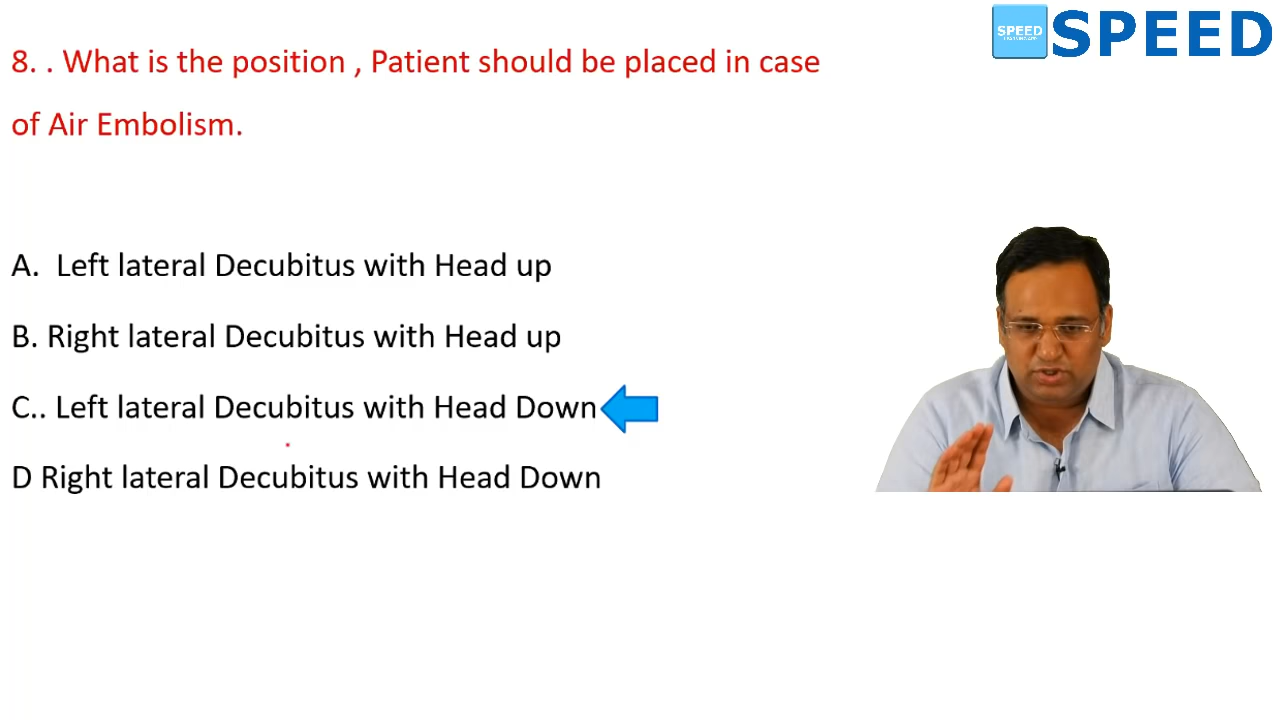 SPEED
SPEED
8. . What is the position , Patient should be placed in case
of Air Embolism.
A. Left lateral Decubitus with Head up
B. Right lateral Decubitus with Head up
C.. Left lateral Decubitus with Head Down
D Right lateral Decubitus with Head Down